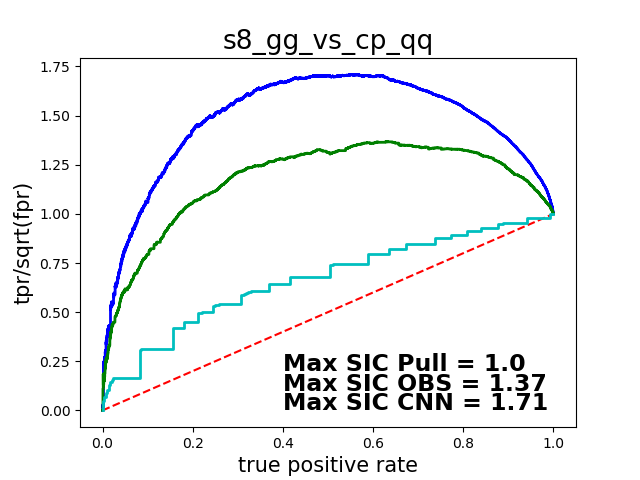 s8_gg_vs_cp_qq
tpr/sqrt(fpr)
1.75
1.50
1.25
1.00
0.75
0.50
0.25
0.00
Max SIC Pull = 1.0
Max SIC OBS = 1.37
Max SIC CNN = 1.71
0.0 0.2 0.4 0.6 0.8 1.0
true positive rate